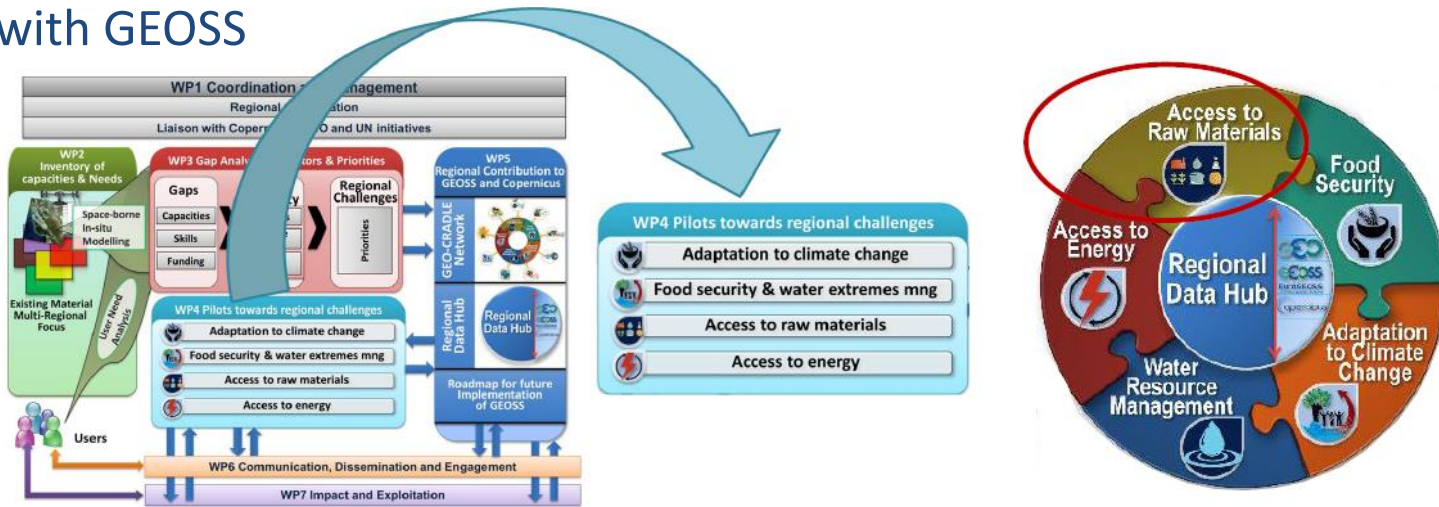 with GEOSS
WP1 Coordination a agement
Regional ation
Liaison with Coper O and UN initiatives
WP2
Inventory of
capacities & Needs
Space-borne
In-situ
Modelling
Existing Material
Multi-Regional
Focus
User Need
Analysis
Users
WP3 Gap Analy tors & Priorities
Gaps
Capacities
Skills
Funding
Regional
Challenges
Priorities
WP4 Pilots towards regional challenges
Adaptation to climate change
Food security & water extremes mng
Access to raw materials
Access to energy
WP5
Regional Contribution to
GEOSS and Copernicus
GEO-CRADLE
Network
Regional
Data Hub
Regional
Data Hub
Roadmap for future
Implementation
of GEOSS
WP6 Communication, Dissemination and Engagement
WP7 Impact and Exploitation
WP4 Pilots towards regional challenges
Adaptation to climate change
Food security & water extremes mng
Access to raw materials
Access to energy
Access to
Raw Materials
Food
Security
Access to
Energy
Regional
Data Hub
GEO
GEOSS
EuroGEOSS
Adaptation
to Climate
Change
Water
Resource
Management